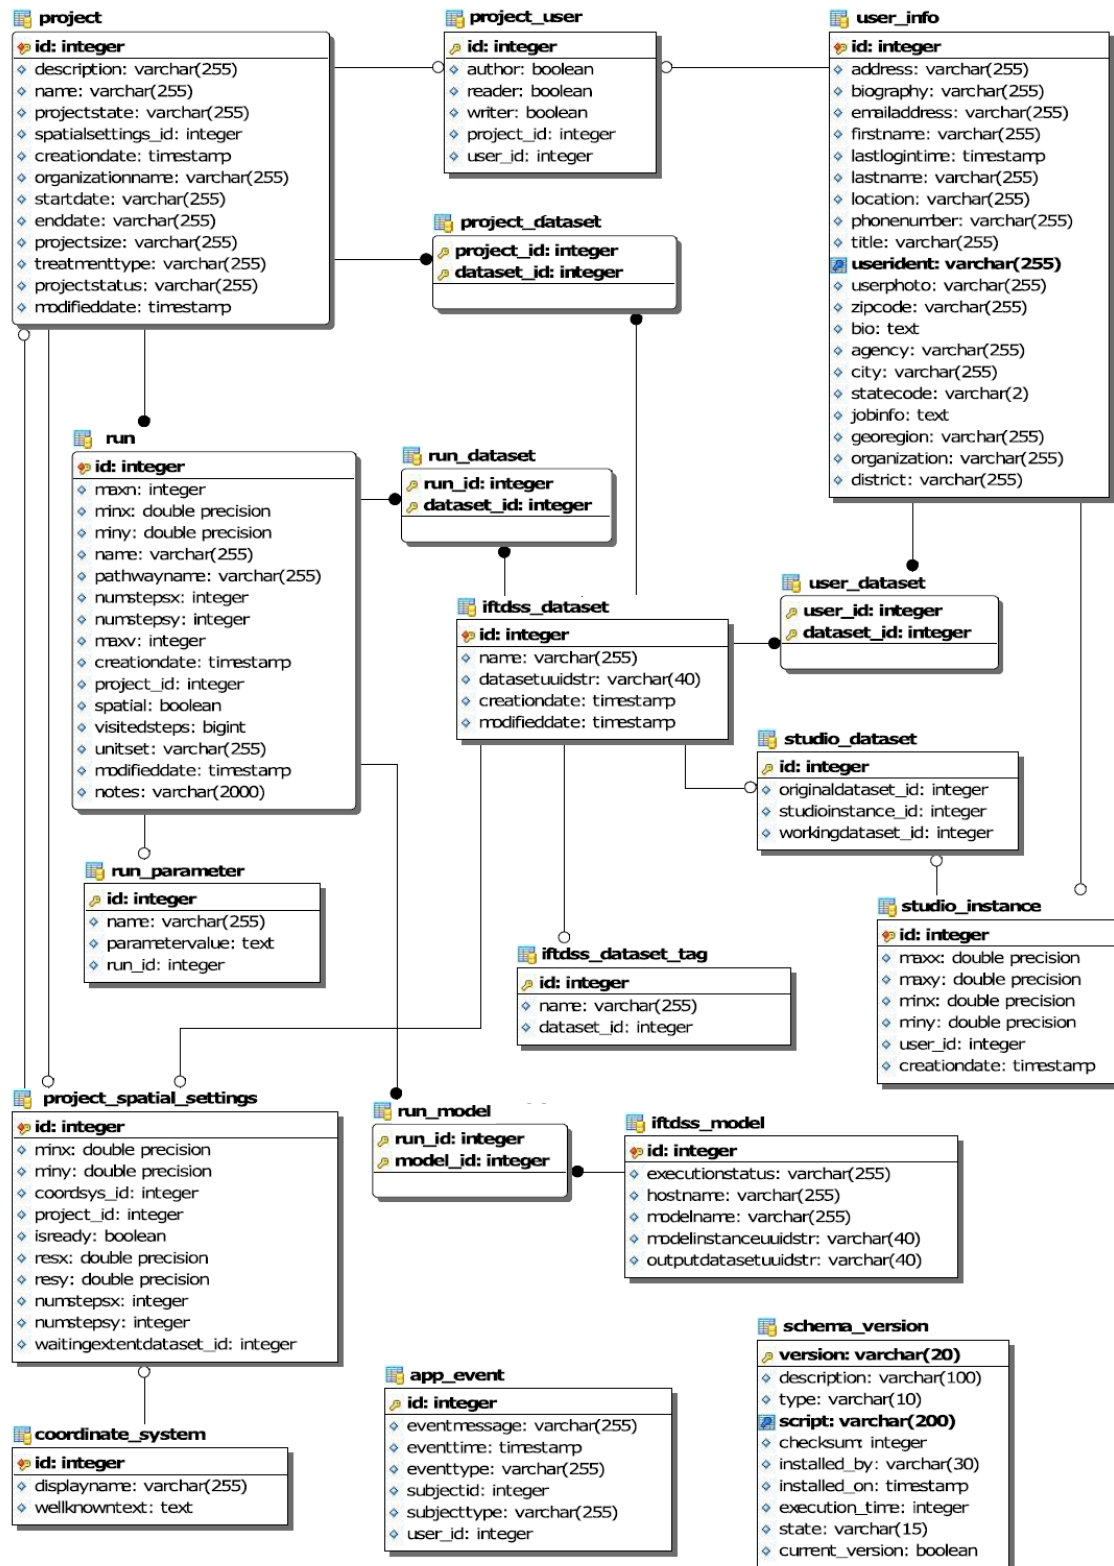 project
id: integer
description: varchar(255)
name: varchar(255)
projectstate: varchar(255)
spatialsettings_id: integer
creationdate: timestamp
organizationname: varchar(255)
startdate: varchar(255)
enddate: varchar(255)
projectsize: varchar(255)
treatmenttype: varchar(255)
projectstatus: varchar(255)
modifieddate: timestamp
project_user
id: integer
author: boolean
reader: boolean
writer: boolean
project_id: integer
user_id: integer
user_info
id: integer
address: varchar(255)
biography: varchar(255)
emailaddress: varchar(255)
firstname: varchar(255)
lastlogintime: timestamp
lastname: varchar(255)
location: varchar(255)
phonenumber: varchar(255)
title: varchar(255)
userident: varchar(255)
userphoto: varchar(255)
zipcode: varchar(255)
bio: text
agency: varchar(255)
city: varchar(255)
statecode: varchar(2)
jobinfo: text
georegion: varchar(255)
organization: varchar(255)
district: varchar(255)
project_dataset
project_id: integer
dataset_id: integer
run
id: integer
maxn: integer
minx: double precision
miny: double precision
name: varchar(255)
pathwayname: varchar(255)
numstepsx: integer
numstepsy: integer
maxv: integer
creationdate: timestamp
project_id: integer
spatial: boolean
visitedsteps: bigint
unitset: varchar(255)
modifieddate: timestamp
notes: varchar(2000)
run_dataset
run_id: integer
dataset_id: integer
iftdss_dataset
id: integer
name: varchar(255)
datasetuuidstr: varchar(40)
creationdate: timestamp
modifieddate: timestamp
user_dataset
user_id: integer
dataset_id: integer
studio_dataset
id: integer
originaldataset_id: integer
studioinstance_id: integer
workingdataset_id: integer
run_parameter
id: integer
name: varchar(255)
parametervalue: text
run_id: integer
iftdss_dataset_tag
id: integer
name: varchar(255)
dataset_id: integer
studio_instance
id: integer
maxx: double precision
maxy: double precision
minx: double precision
miny: double precision
user_id: integer
creationdate: timestamp
project_spatial_settings
id: integer
minx: double precision
miny: double precision
coordsys_id: integer
project_id: integer
isready: boolean
resx: double precision
resy: double precision
numstepsx: integer
numstepsy: integer
waitingextentdataset_id: integer
run_model
run_id: integer
model_id: integer
iftdss_model
id: integer
executionstatus: varchar(255)
hostname: varchar(255)
modelname: varchar(255)
modelinstanceuuidstr: varchar(40)
outputdatasetuuidstr: varchar(40)
coordinate_system
id: integer
displayname: varchar(255)
wellknowntext: text
app_event
id: integer
eventmessage: varchar(255)
eventtime: timestamp
eventtype: varchar(255)
subjectid: integer
subjecttype: varchar(255)
user_id: integer
schema_version
version: varchar(20)
description: varchar(100)
type: varchar(10)
script: varchar(200)
checksum: integer
installed_by: varchar(30)
installed_on: timestamp
execution_time: integer
state: varchar(15)
current_version: boolean